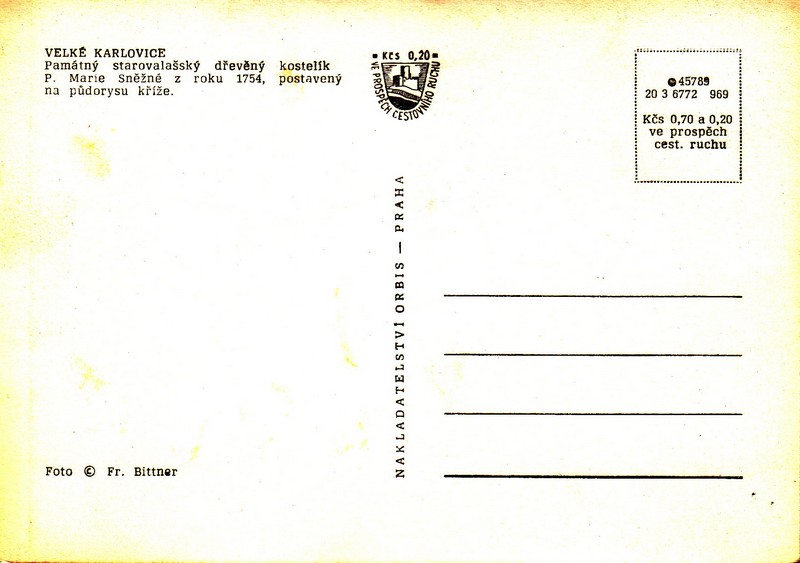 VELKÉ KARLOVICE
Památný starovalašský dřevěný kostelík
P. Marie Sněžné z roku 1754, postavený
na půdorysu kříže.
Kčs 0,20
VE PROSPĚCH CESTOVNÍHO RUCHU
45789
20 3 6772 969
Kčs 0,70 a 0,20
ve prospěch
cest. ruchu
NAKLADATELSTVÍ ORBIS — PRAHA
Foto © Fr. Bittner